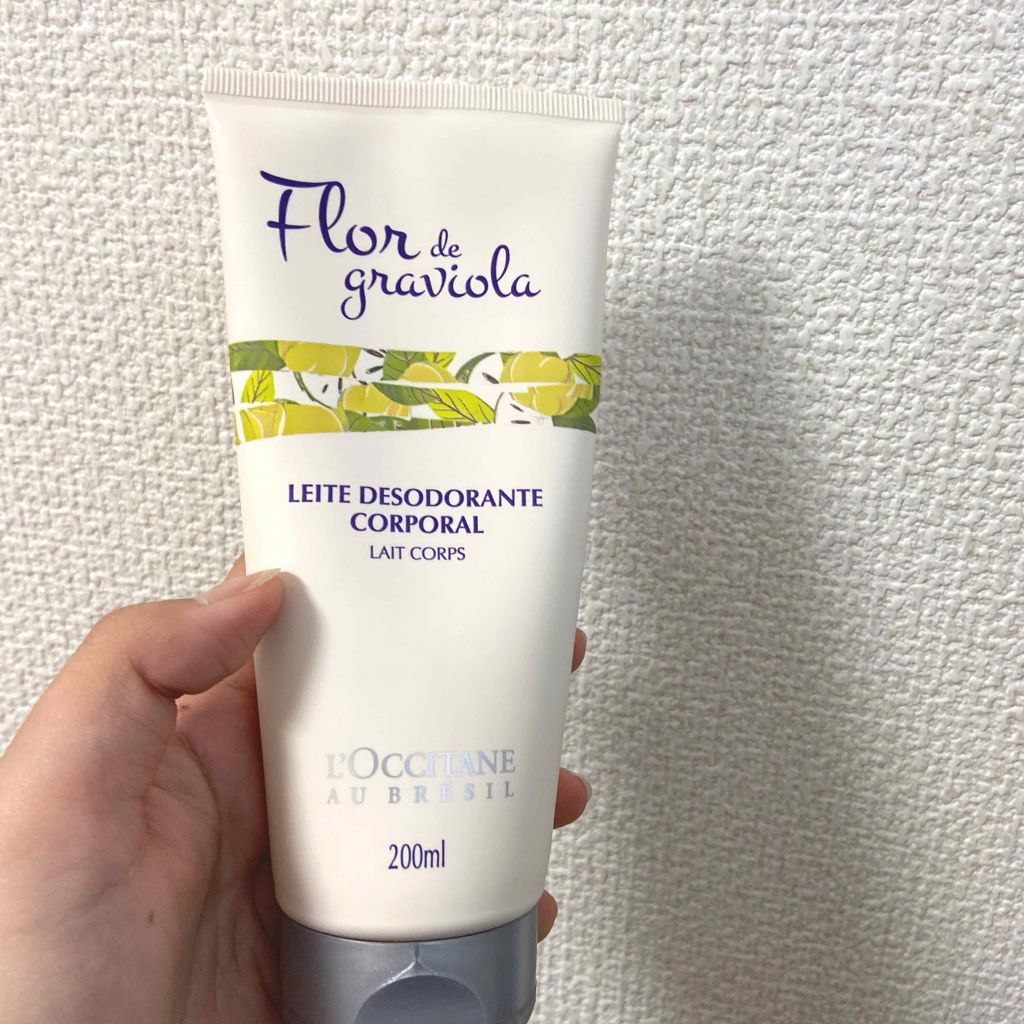 Flor de
graviola
LEITE DESODORANTE
CORPORAL
LAIT CORPS
L'OCCITANE
AU BRÉSIL
200ml